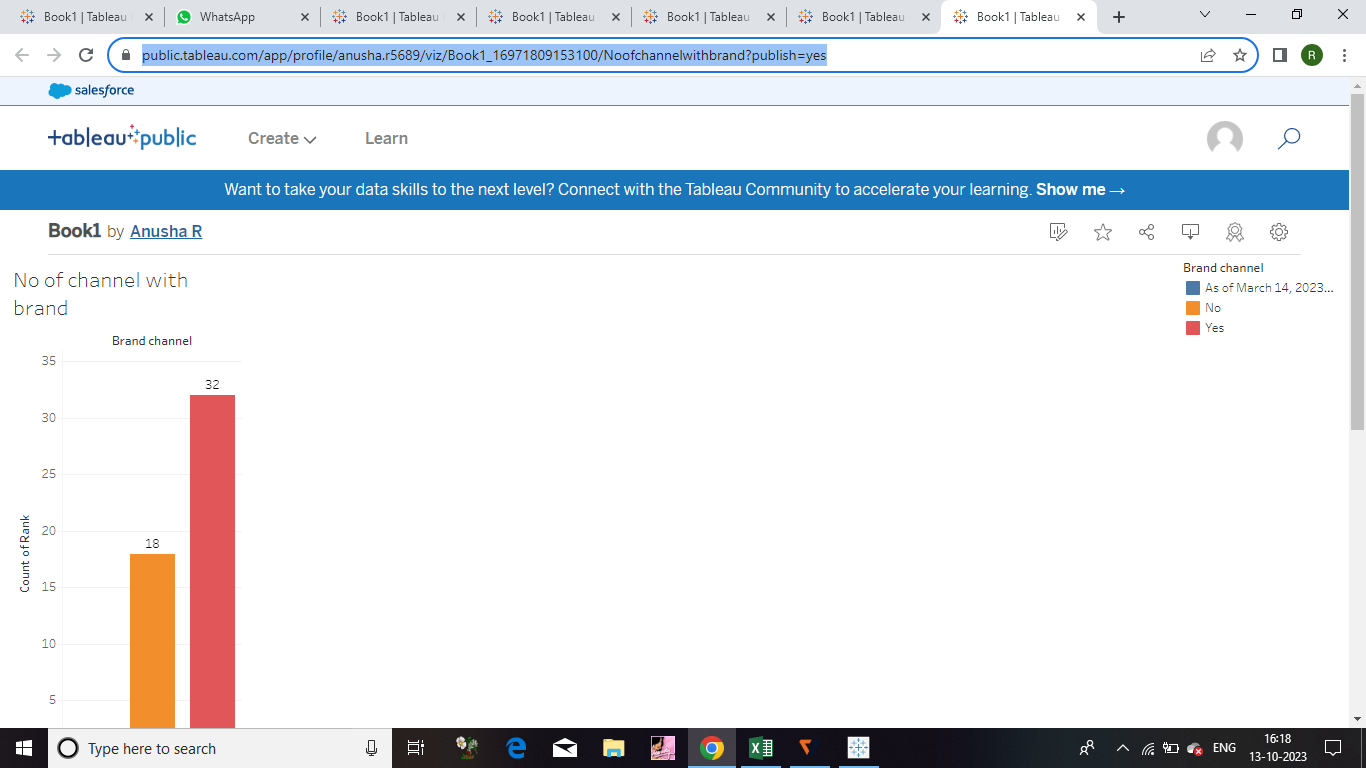 Book1 | Tableau
WhatsApp
Book1 | Tableau
Book1 | Tableau
Book1 | Tableau
Book1 | Tableau
Book1 | Tableau
public.tableau.com/app/profile/anusha.r5689/viz/Book1_16971809153100/Noofchannelwithbrand?publish=yes
R
salesforce
+ableau public
Create
Learn
Want to take your data skills to the next level? Connect with the Tableau Community to accelerate your learning. Show me →
Book1 by Anusha R
No of channel with
brand
Brand channel
As of March 14, 2023...
No
Yes
Brand channel
35
32
30
25
20
18
15
10
5
Count of Rank
Type here to search
ENG
16:18
13-10-2023